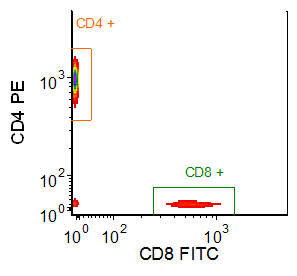 CD4 +
CD4 PE
10³
10²
10⁰
CD8 +
10⁰ 10² 10³
CD8 FITC